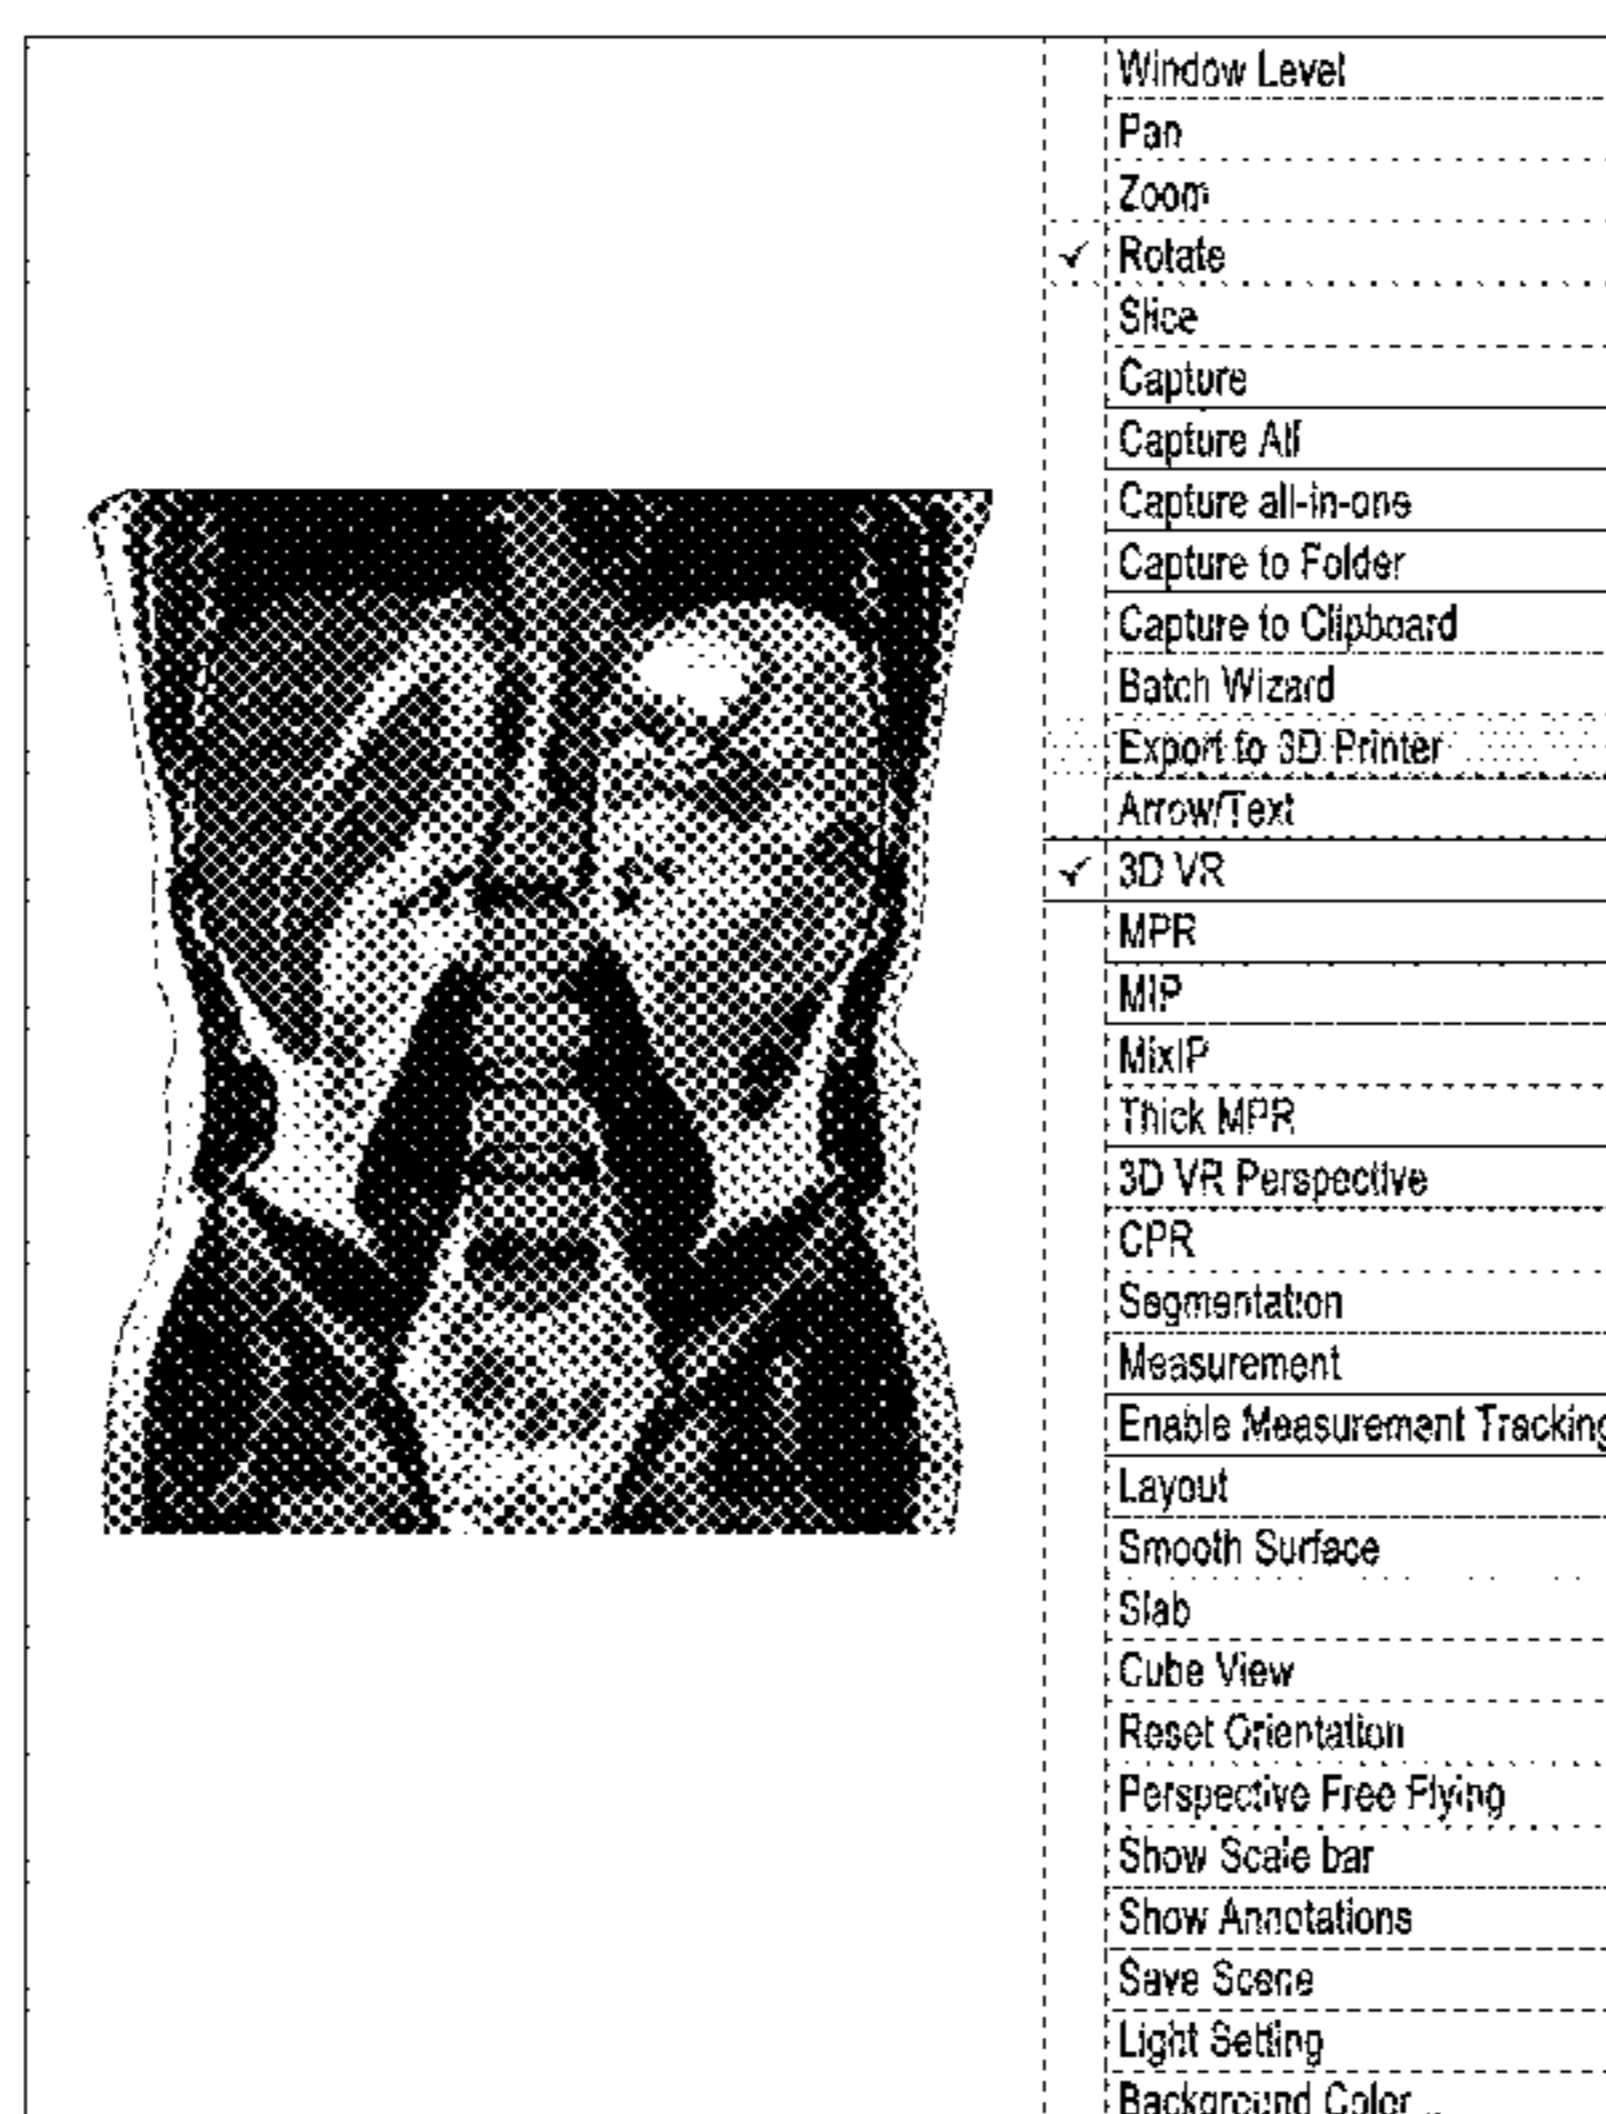 Window Level
Pan
Zoom
✓ Rotate
Slice
Capture
Capture All
Capture all-in-one
Capture to Folder
Capture to Clipboard
Batch Wizard
Export to 3D Printer
Arrow/Text
✓ 3D VR
MPR
MIP
MixIP
Thick MPR
3D VR Perspective
CPR
Segmentation
Measurement
Enable Measurement Tracking
Layout
Smooth Surface
Slab
Cube View
Reset Orientation
Perspective Free Flying
Show Scale bar
Show Annotations
Save Scene
Light Setting
Background Color...